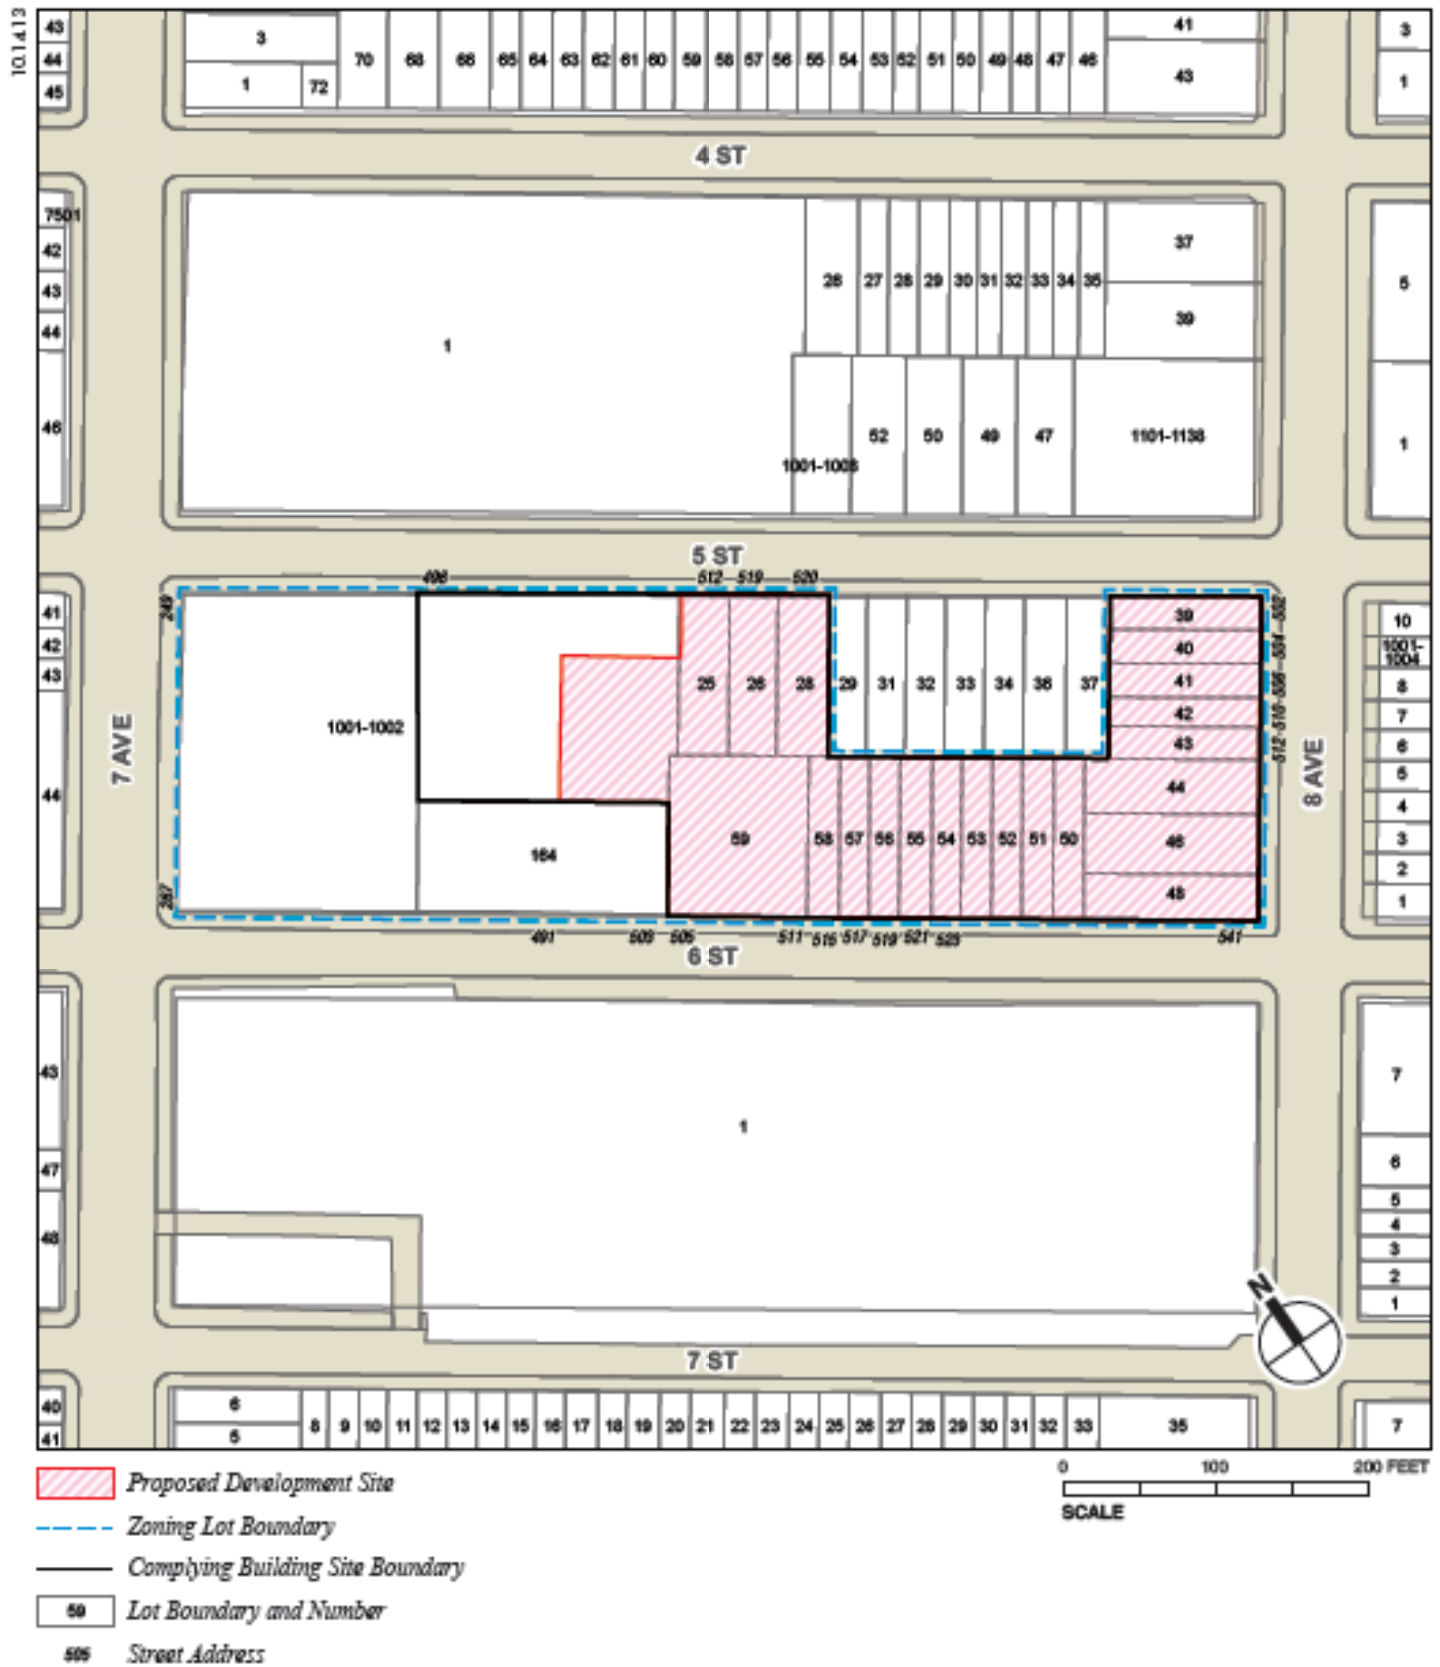 10.14.13
43
44
45
3
1
72
70 68 66 65 64 63 62 61 60 59 58 57 56 55 54 53 52 51 50 49 48 47 46
41
43
3
1
4 ST
7501
42
43
44
46
1
26 27 28 29 30 31 32 33 34 35
37
39
1001-1003
52 50 49 47
1101-1138
5
1
5 ST
496 512 519 520
41
42
43
44
7 AVE
249
287
1001-1002
164
25 26 28 29 31 32 33 34 36 37
39
40
41
42
43
44
46
48
59 58 57 56 55 54 53 52 51 50
502 504 506 510 512
8 AVE
10
1001-
1004
8
7
6
5
4
3
2
1
491 503 505 511 515 517 519 521 523 541
6 ST
43
47
48
1
7
6
5
4
3
2
1
N
7 ST
40
41
6
5
8 9 10 11 12 13 14 15 16 17 18 19 20 21 22 23 24 25 26 27 28 29 30 31 32 33 35
7
Proposed Development Site
Zoning Lot Boundary
Complying Building Site Boundary
59 Lot Boundary and Number
505 Street Address
0 100 200 FEET
SCALE